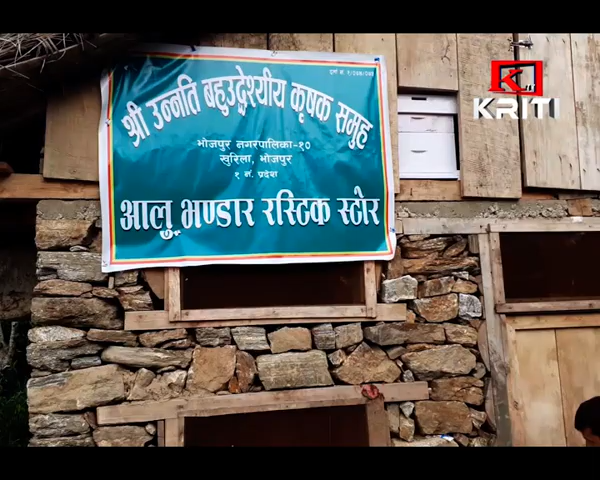 श्री उन्नति बहुउद्देश्यीय कृषक समुह
भोजपुर नगरपालिका-१०
खुरिला, भोजपुर
१ नं. प्रदेश
आलु भण्डार रस्टिक स्टोर
KRITI